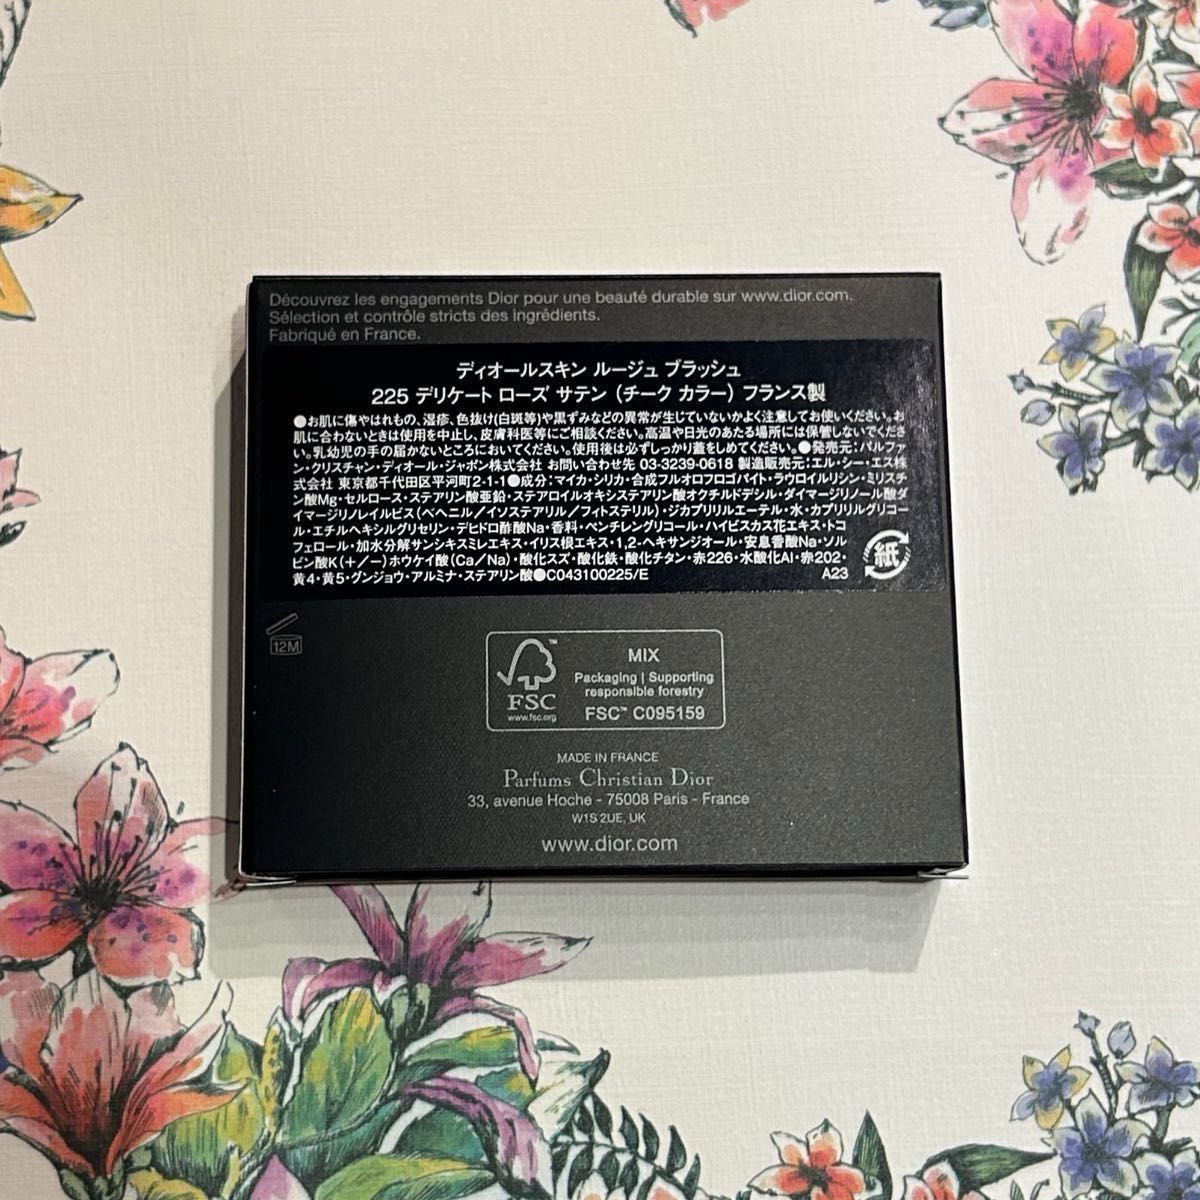 Découvrez les engagements Dior pour une beauté durable sur www.dior.com.
Sélection et contrôle stricts des ingrédients.
Fabriqué en France.
ディオールスキン ルージュ ブラッシュ
225 デリケート ローズ サテン (チーク カラー) フランス製
●お肌に傷やはれもの、湿疹、色抜け(白斑等)や黒ずみなどの異常が生じていないかよく注意してお使いください。お
肌に合わないときは使用を中止し、皮膚科医等にご相談ください。高温や日光のあたる場所には保管しないでくださ
い。乳幼児の手の届かないところにおいてください。使用後は必ずしっかり蓋をしめてください。●発売元:パルファ
ン・クリスチャン・ディオール・ジャポン株式会社 お問い合わせ先 03-3239-0618 製造販売元:エル・シー・エス株
式会社 東京都千代田区平河町2-1-1●成分:マイカ・シリカ・合成フルオロフロゴパイト・ラウロイルリシン・ミリスチ
ン酸Mg・セルロース・ステアリン酸亜鉛・ステアロイルオキシステアリン酸オクチルドデシル・ダイマージリノール酸ダ
イマージリノレイルビス(ベヘニル/イソステアリル/フィトステリル)・ジカプリリルエーテル・水・カプリリルグリコー
ル・エチルヘキシルグリセリン・デヒドロ酢酸Na・香料・ペンチレングリコール・ハイビスカス花エキス・トコ
フェロール・加水分解サンシキスミレエキス・イリス根エキス・1,2-ヘキサンジオール・安息香酸Na・ソル
ビン酸K(+/-)ホウケイ酸(Ca/Na)・酸化スズ・酸化鉄・酸化チタン・赤226・水酸化Al・赤202・
黄4・黄5・グンジョウ・アルミナ・ステアリン酸●C043100225/E A23
紙
12M
FSC
www.fsc.org
MIX
Packaging | Supporting
responsible forestry
FSC™ C095159
MADE IN FRANCE
Parfums Christian Dior
33, avenue Hoche - 75008 Paris - France
W1S 2UE, UK
www.dior.com